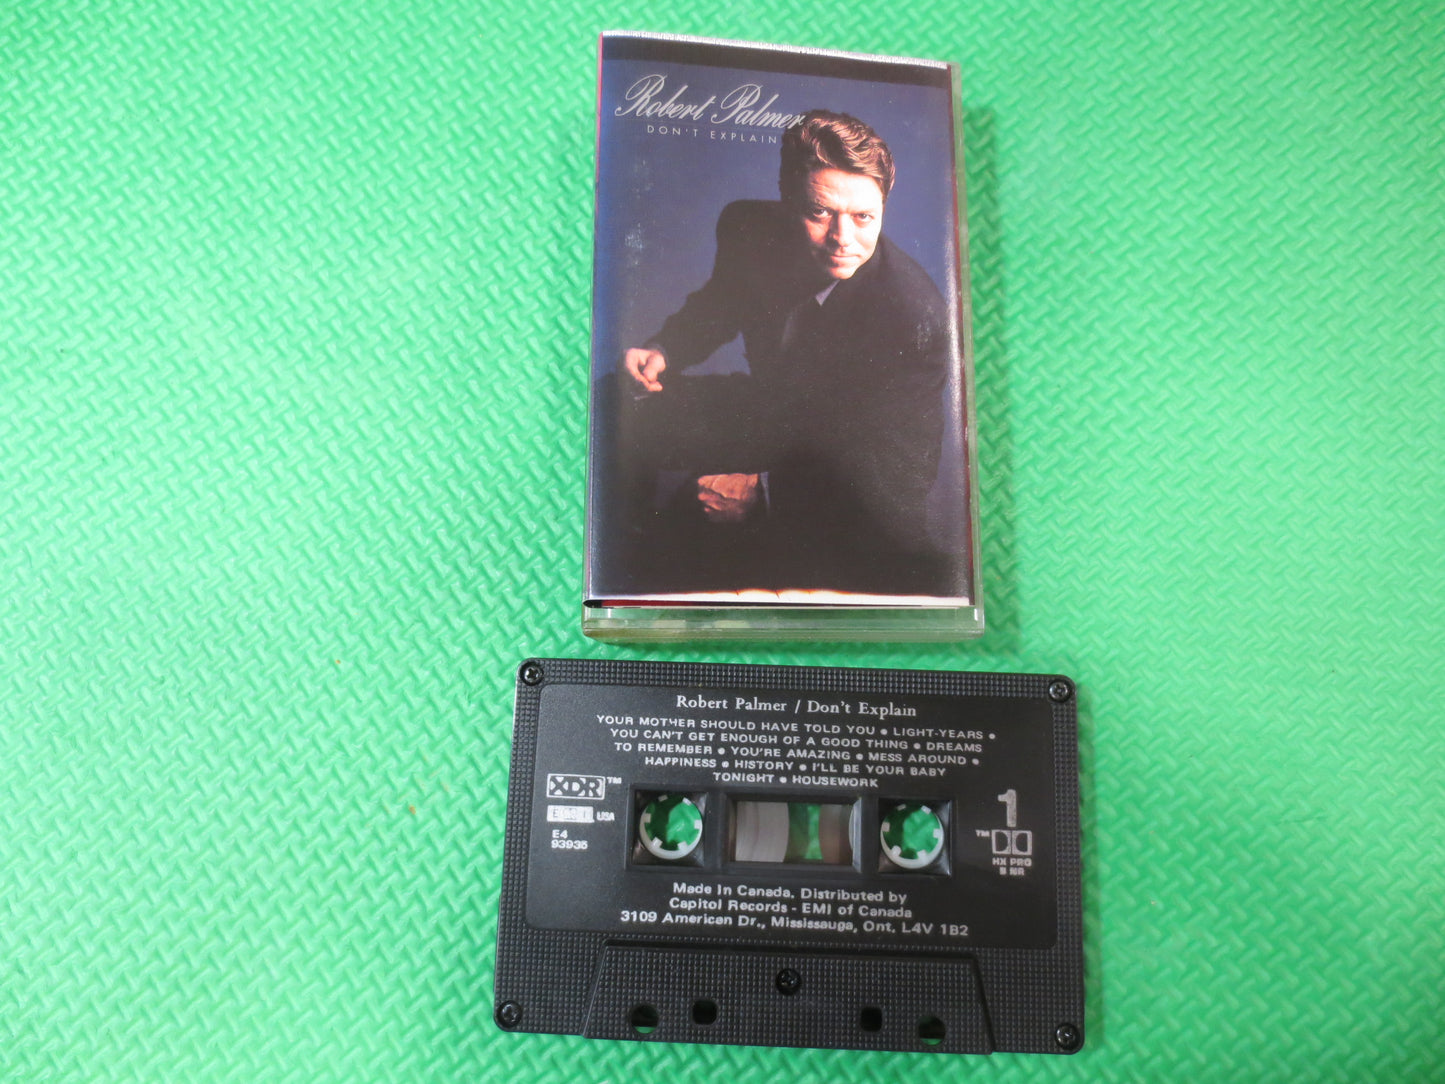 Robert Palmer
DON'T EXPLAIN
Robert Palmer / Don't Explain
YOUR MOTHER SHOULD HAVE TOLD YOU • LIGHT-YEARS •
YOU CAN'T GET ENOUGH OF A GOOD THING • DREAMS
TO REMEMBER • YOU'RE AMAZING • MESS AROUND •
HAPPINESS • HISTORY • I'LL BE YOUR BABY
TONIGHT • HOUSEWORK
XDR™
USA
E4
93935
1
™
HX PRO
B NR
Made In Canada. Distributed by
Capitol Records - EMI of Canada
3109 American Dr., Mississauga, Ont. L4V 1B2